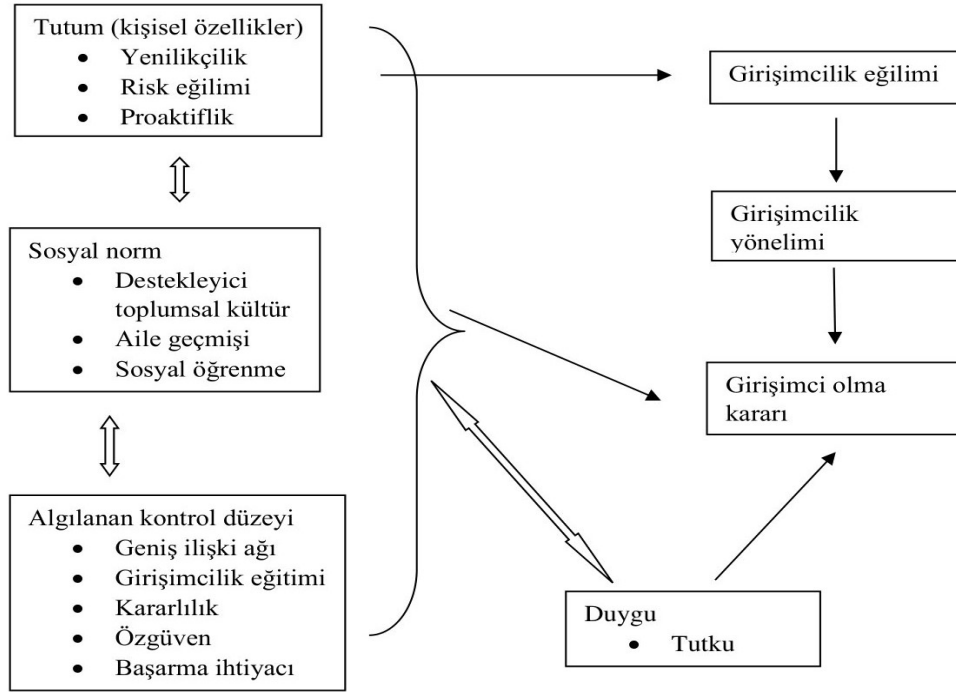 Tutum (kişisel özellikler)
• Yenilikçilik
• Risk eğilimi
• Proaktiflik
Sosyal norm
• Destekleyici
toplumsal kültür
• Aile geçmişi
• Sosyal öğrenme
Algılanan kontrol düzeyi
• Geniş ilişki ağı
• Girişimcilik eğitimi
• Kararlılık
• Özgüven
• Başarma ihtiyacı
Girişimcilik eğilimi
Girişimcilik
yönelimi
Girişimci olma
kararı
Duygu
• Tutku